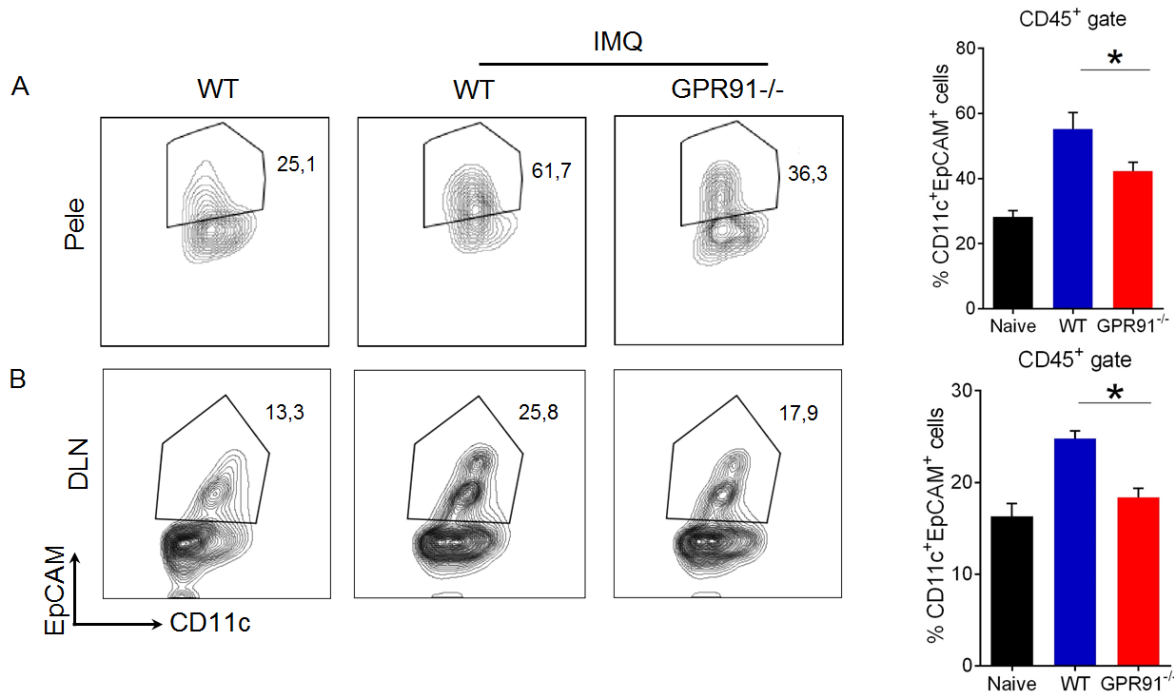 IMQ
A
WT
WT
GPR91-/-
Pele
25,1
61,7
36,3
CD45+ gate
% CD11c+EpCAM+ cells
80
60
40
20
0
Naive
WT
GPR91-/-
*
B
DLN
13,3
25,8
17,9
EpCAM
CD11c
CD45+ gate
% CD11c+EpCAM+ cells
30
20
10
0
Naive
WT
GPR91-/-
*